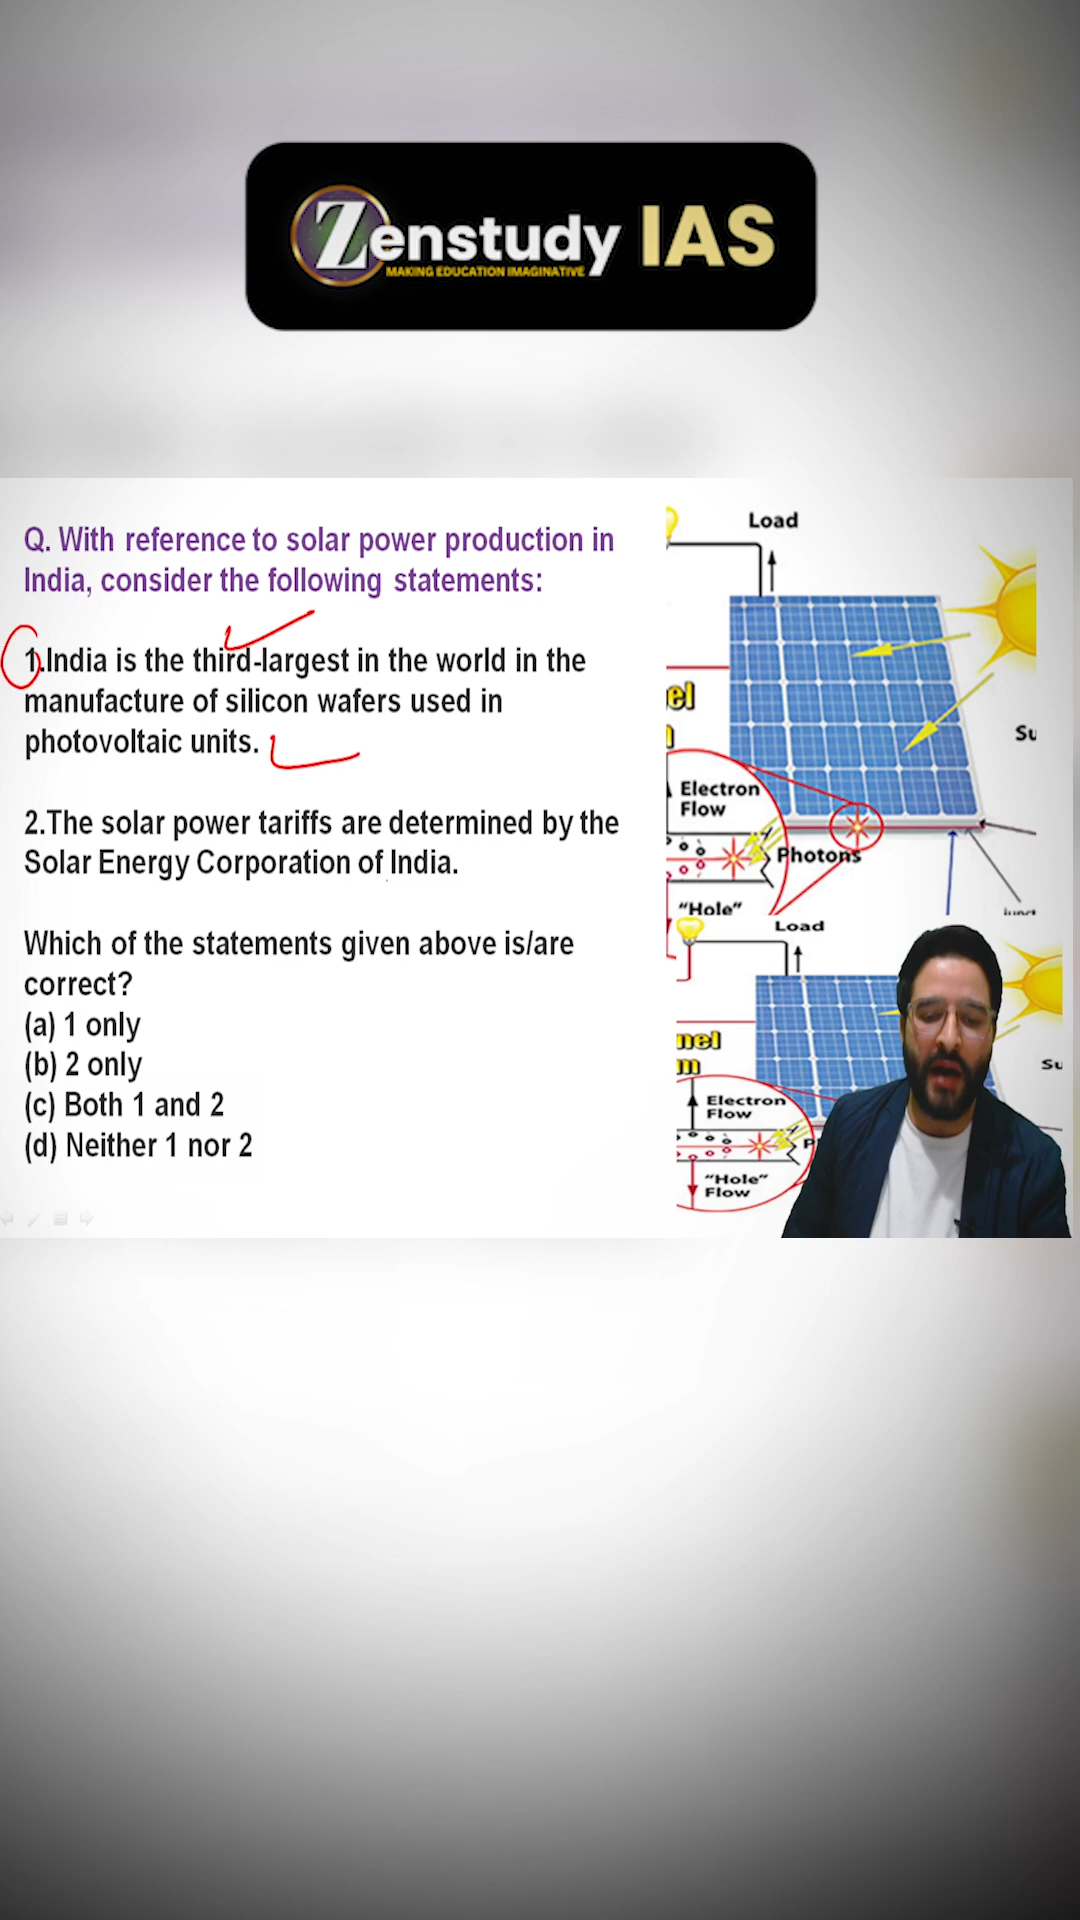 Zenstudy IAS
MAKING EDUCATION IMAGINATIVE
Q. With reference to solar power production in
India, consider the following statements:
1.India is the third-largest in the world in the
manufacture of silicon wafers used in
photovoltaic units.
2.The solar power tariffs are determined by the
Solar Energy Corporation of India.
Which of the statements given above is/are
correct?
(a) 1 only
(b) 2 only
(c) Both 1 and 2
(d) Neither 1 nor 2
Load
el
Su
Electron
Flow
Photons
"Hole"
Load
nel
m
Su
Electron
Flow
P
"Hole"
Flow